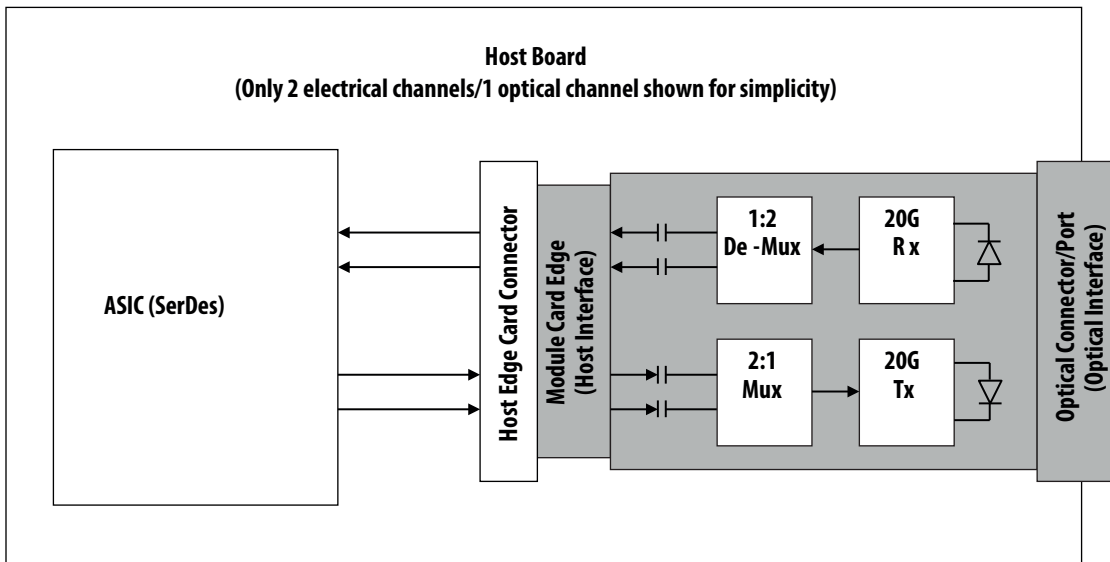 Host Board
(Only 2 electrical channels/1 optical channel shown for simplicity)
ASIC (SerDes)
Host Edge Card Connector
Module Card Edge
(Host Interface)
1:2
De -Mux
20G
R x
2:1
Mux
20G
Tx
Optical Connector/Port
(Optical Interface)